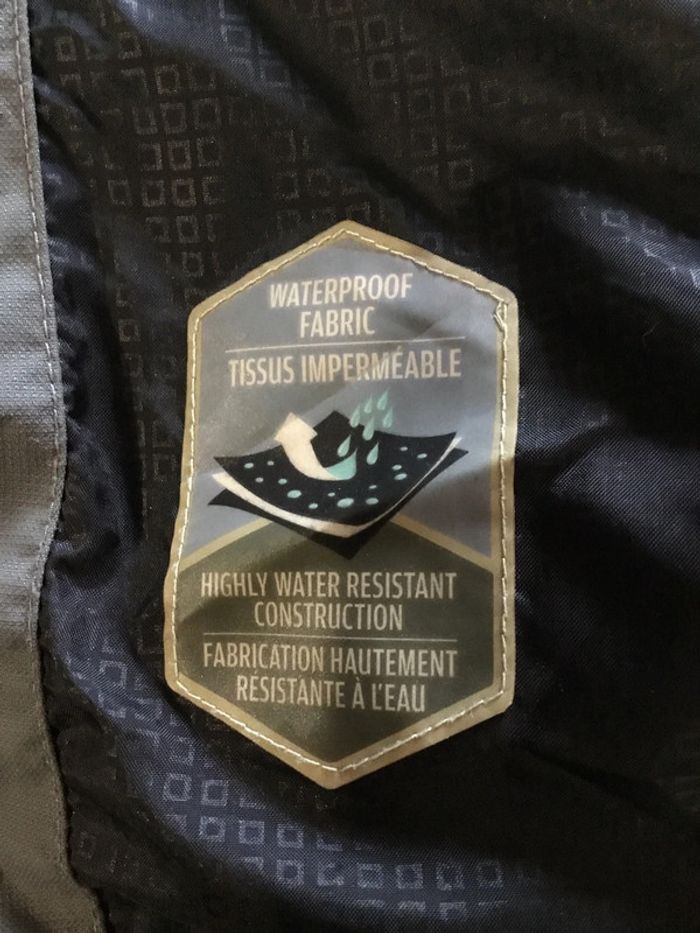 WATERPROOF
FABRIC
TISSUS IMPERMÉABLE
HIGHLY WATER RESISTANT
CONSTRUCTION
FABRICATION HAUTEMENT
RÉSISTANTE À L'EAU